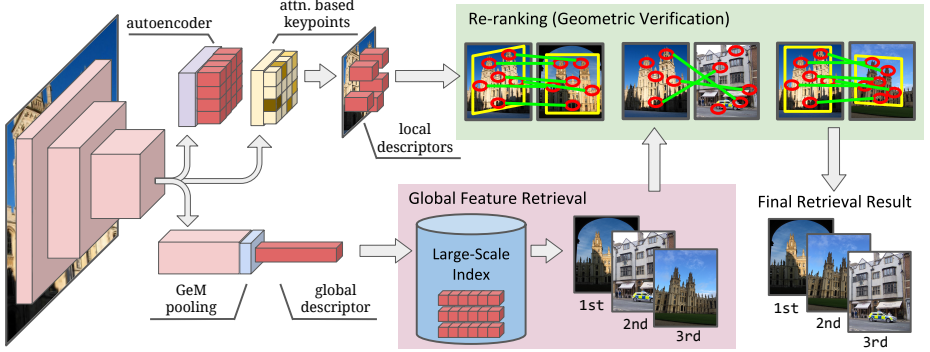 autoencoder
attn. based
keypoints
Re-ranking (Geometric Verification)
local
descriptors
Global Feature Retrieval
Large-Scale
Index
1st
2nd
3rd
GeM
pooling
global
descriptor
Final Retrieval Result
1st
2nd
3rd